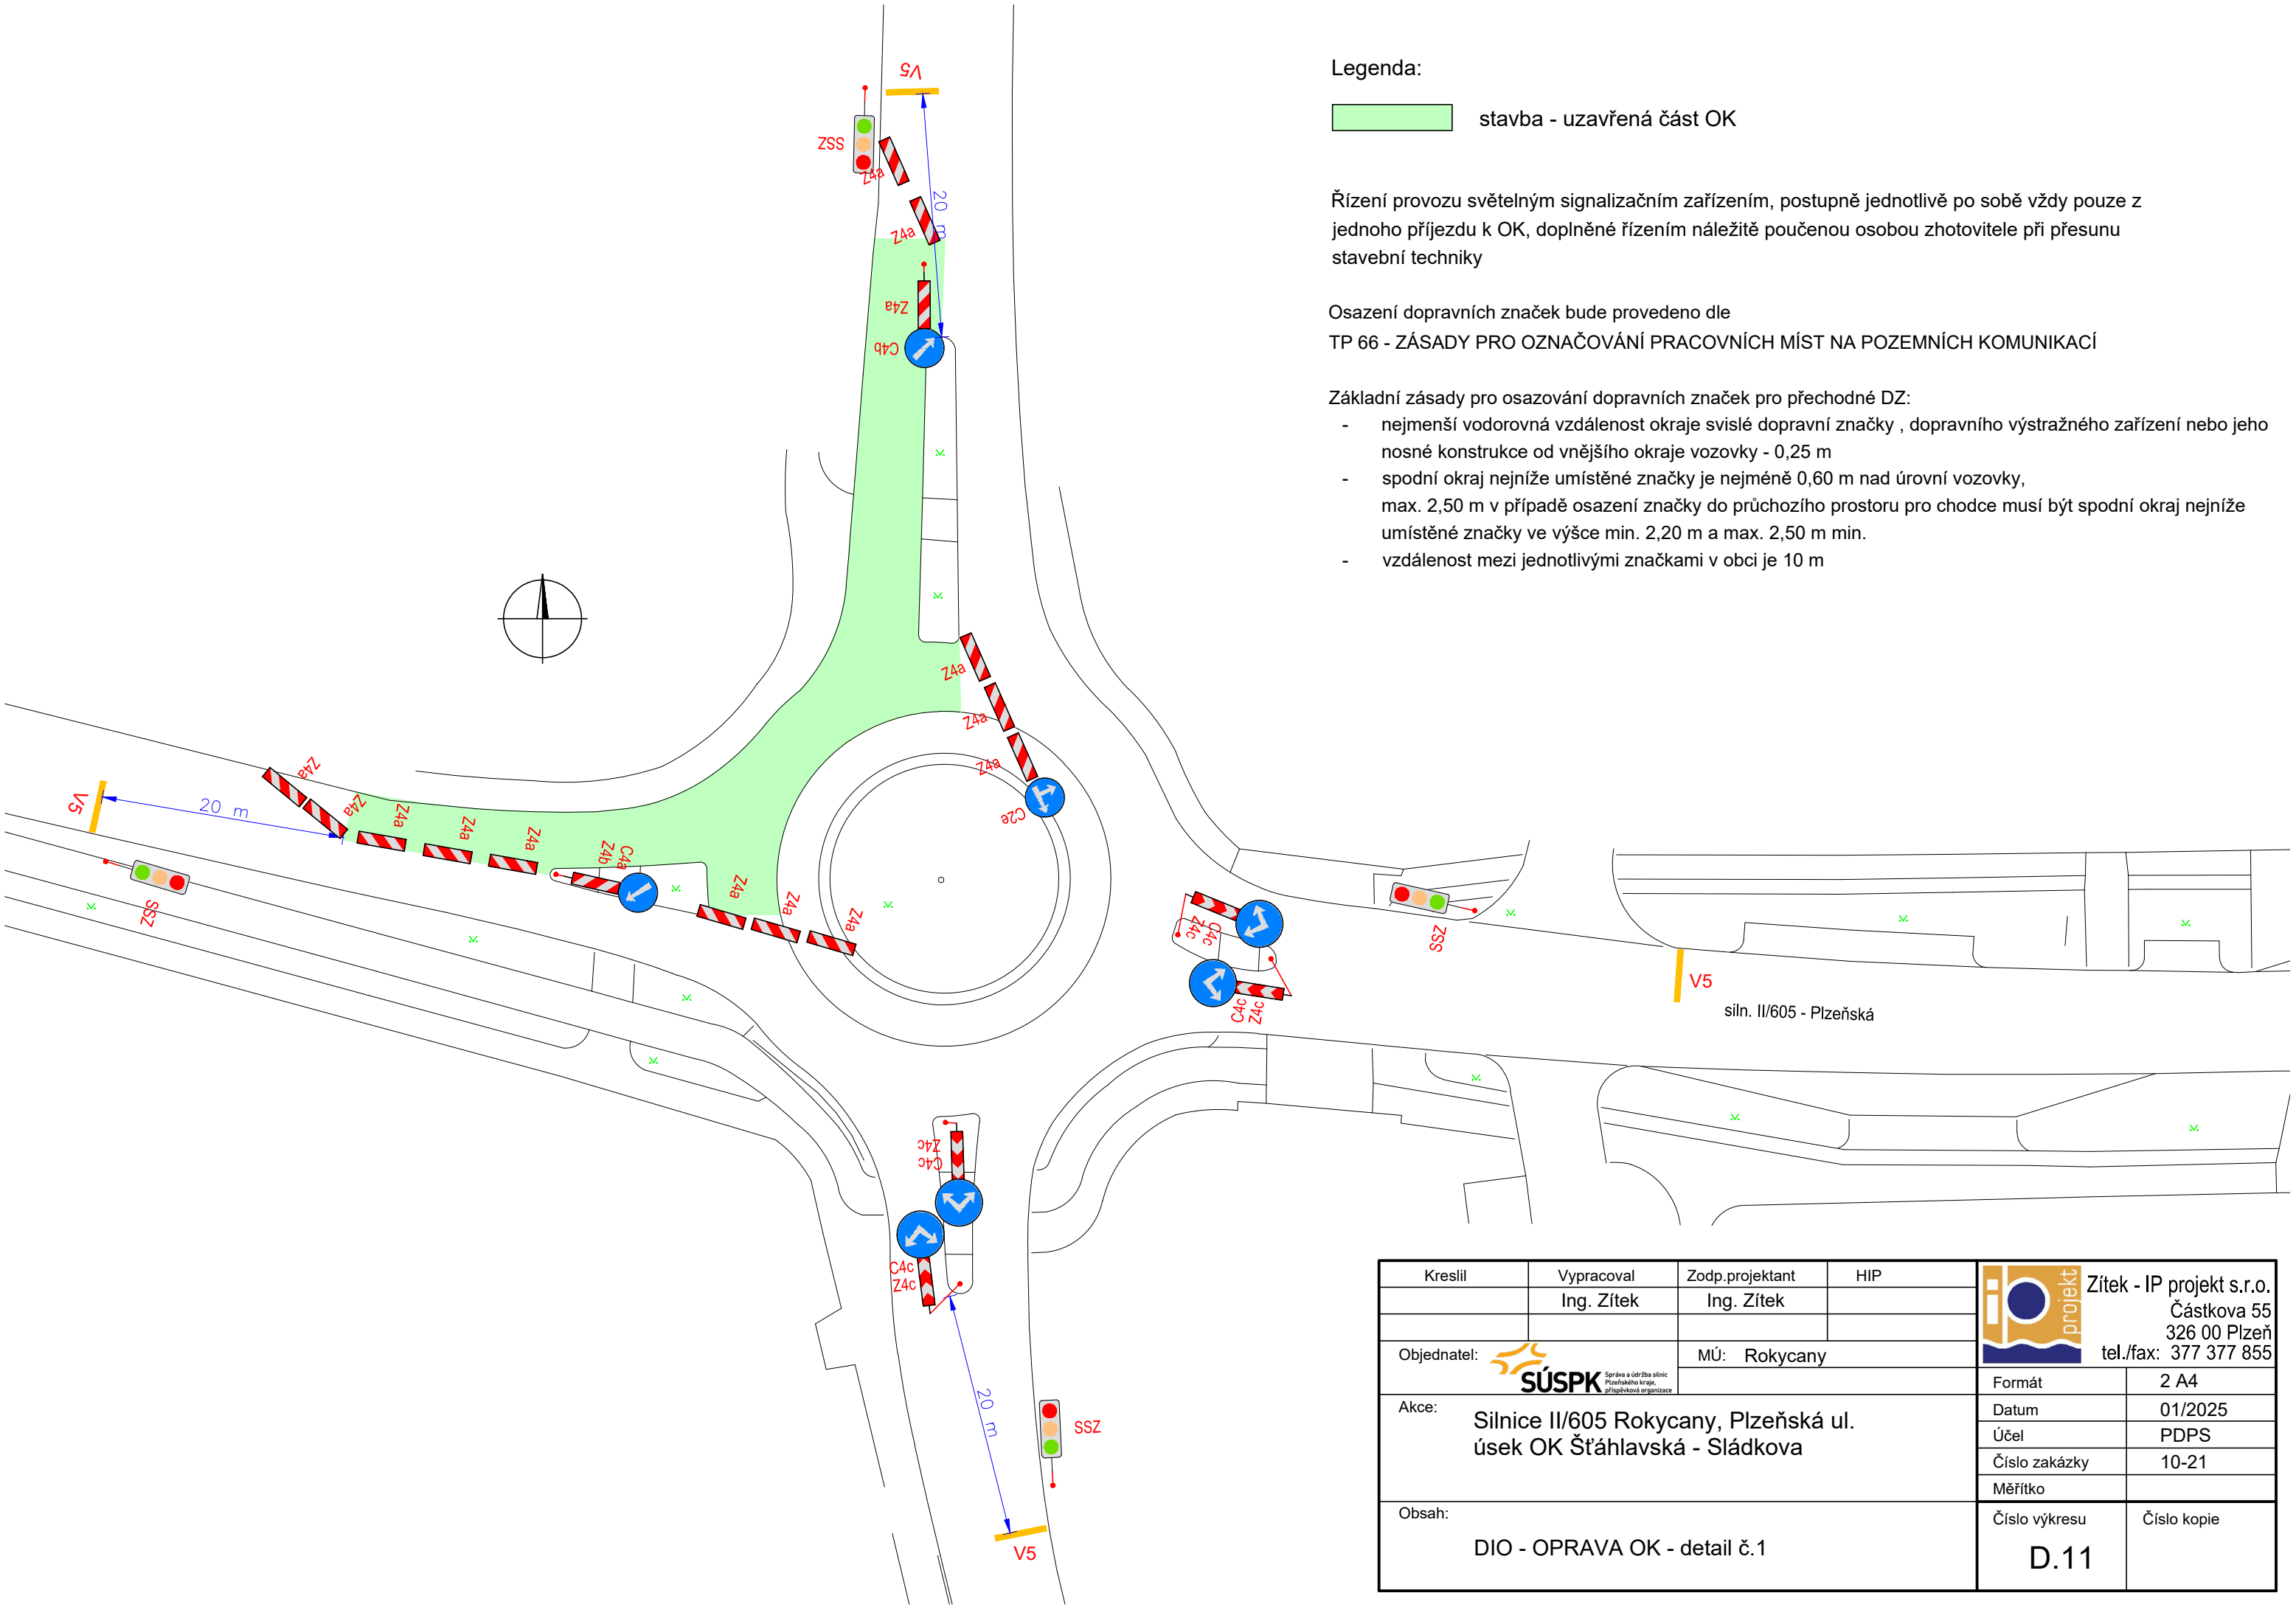 Legenda:
stavba - uzavřená část OK
Řízení provozu světelným signalizačním zařízením, postupně jednotlivě po sobě vždy pouze z
jednoho příjezdu k OK, doplněné řízením náležitě poučenou osobou zhotovitele při přesunu
stavební techniky
Osazení dopravních značek bude provedeno dle
TP 66 - ZÁSADY PRO OZNAČOVÁNÍ PRACOVNÍCH MÍST NA POZEMNÍCH KOMUNIKACÍ
Základní zásady pro osazování dopravních značek pro přechodné DZ:
- nejmenší vodorovná vzdálenost okraje svislé dopravní značky , dopravního výstražného zařízení nebo jeho
nosné konstrukce od vnějšího okraje vozovky - 0,25 m
- spodní okraj nejníže umístěné značky je nejméně 0,60 m nad úrovní vozovky,
max. 2,50 m v případě osazení značky do průchozího prostoru pro chodce musí být spodní okraj nejníže
umístěné značky ve výšce min. 2,20 m a max. 2,50 m min.
- vzdálenost mezi jednotlivými značkami v obci je 10 m
V5
SSZ
Z4a
20 m
Z4a
Z4a
C4b
Z4a
Z4a
Z4a
C2e
V5
20 m
Z4a
Z4a
Z4a
Z4a
Z4a
Z4b
C4a
Z4a
Z4a
Z4a
SSZ
Z4c
C4c
C4c
Z4c
SSZ
V5
siln. II/605 - Plzeňská
Z4c
C4c
C4c
Z4c
20 m
SSZ
V5
Kreslil
Vypracoval
Zodp.projektant
HIP
Ing. Zítek
Ing. Zítek
Objednatel:
SÚSPK
Správa a údržba silnic
Plzeňského kraje,
příspěvková organizace
MÚ: Rokycany
Akce:
Silnice II/605 Rokycany, Plzeňská ul.
úsek OK Šťáhlavská - Sládkova
Obsah:
DIO - OPRAVA OK - detail č.1
ip projekt
Zítek - IP projekt s.r.o.
Částkova 55
326 00 Plzeň
tel./fax: 377 377 855
Formát 2 A4
Datum 01/2025
Účel PDPS
Číslo zakázky 10-21
Měřítko
Číslo výkresu
Číslo kopie
D.11